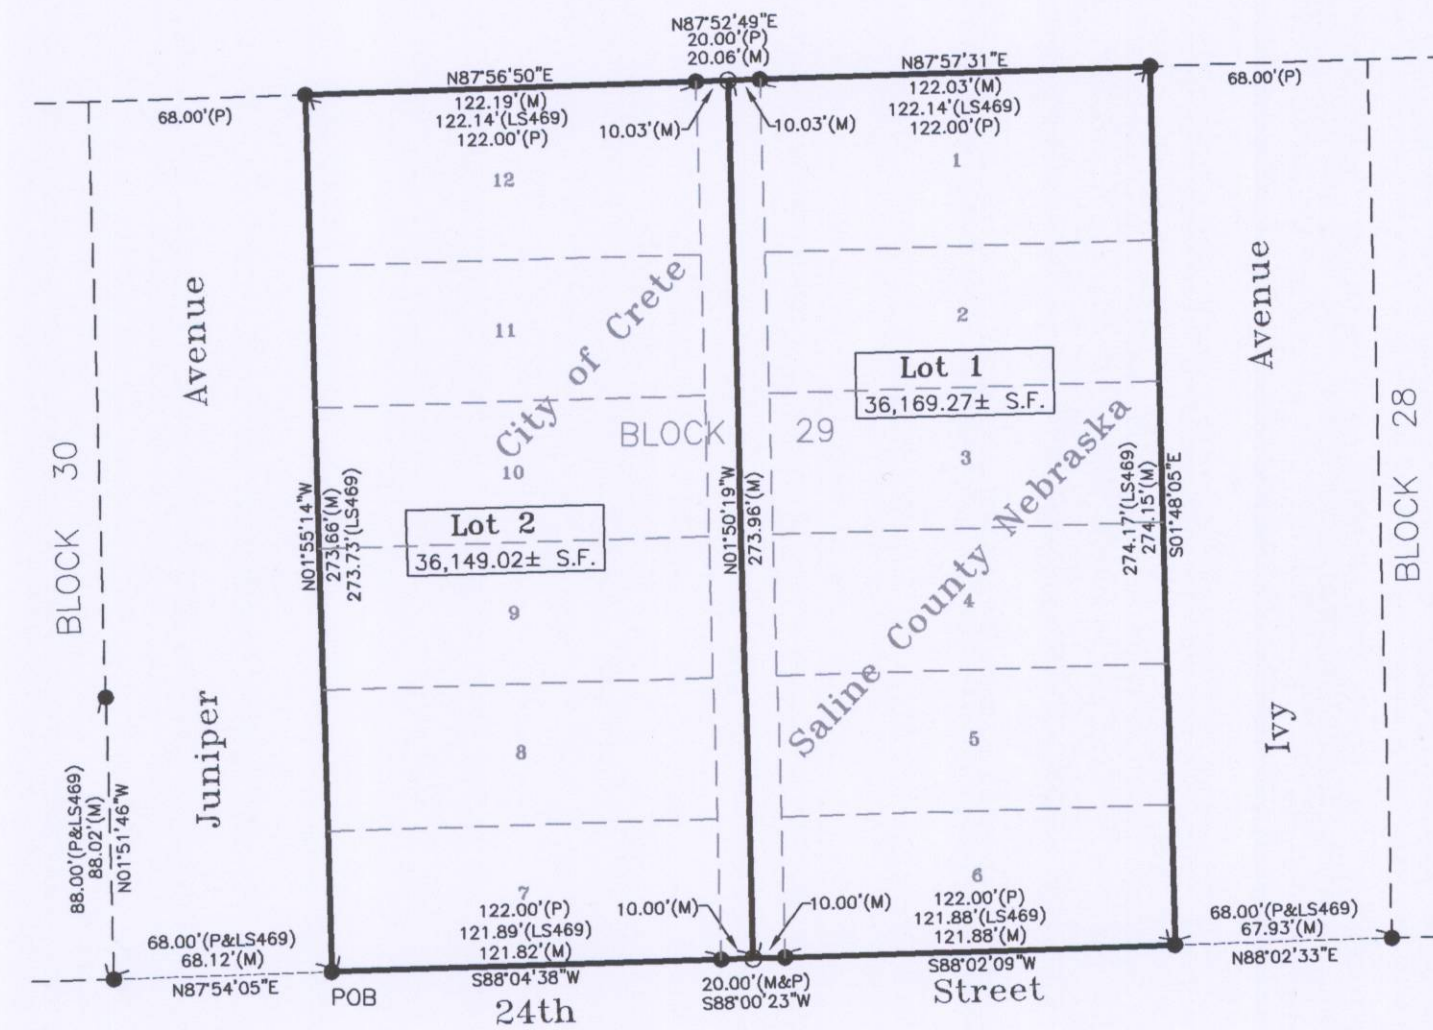 N87°52'49"E
20.00'(P)
20.06'(M)
N87°56'50"E
122.19'(M)
122.14'(LS469)
122.00'(P)
N87°57'31"E
122.03'(M)
122.14'(LS469)
122.00'(P)
68.00'(P)
68.00'(P)
10.03'(M)
10.03'(M)
12
1
11
2
City of Crete
Avenue
Avenue
Lot 1
36,169.27± S.F.
BLOCK 29
10
3
BLOCK 30
BLOCK 28
N01°55'14"W
273.66'(M)
273.73'(LS469)
Lot 2
36,149.02± S.F.
N01°50'19"W
273.96'(M)
274.17'(LS469)
274.15'(M)
S01°48'05"E
Saline County Nebraska
9
4
8
5
Juniper
Ivy
88.00'(P&LS469)
88.02'(M)
N01°51'46"W
7
6
122.00'(P)
121.89'(LS469)
121.82'(M)
S88°04'38"W
10.00'(M)
10.00'(M)
122.00'(P)
121.88'(LS469)
121.88'(M)
S88°02'09"W
68.00'(P&LS469)
68.12'(M)
N87°54'05"E
68.00'(P&LS469)
67.93'(M)
N88°02'33"E
POB
20.00'(M&P)
S88°00'23"W
24th Street